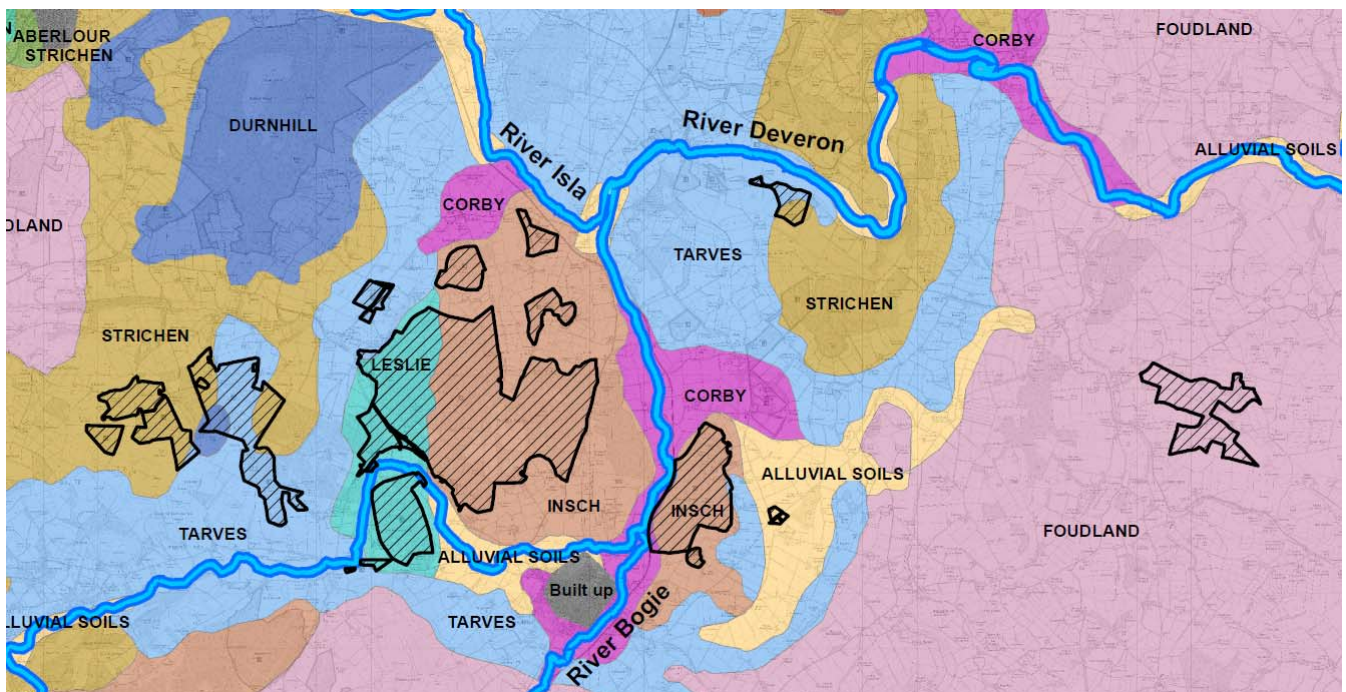 N
ABERLOUR
STRICHEN
CORBY
FOUDLAND
DURNHILL
River Deveron
River Isla
ALLUVIAL SOILS
CORBY
DLAND
TARVES
STRICHEN
STRICHEN
LESLIE
CORBY
ALLUVIAL SOILS
INSCH
INSCH
TARVES
FOUDLAND
ALLUVIAL SOILS
Built up
LLUVIAL SOILS
TARVES
River Bogie